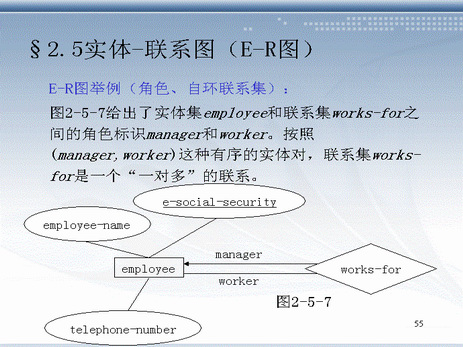 §2.5实体-联系图（E-R图）
E-R图举例（角色、自环联系集）：
图2-5-7给出了实体集employee和联系集works-for之
间的角色标识manager和worker。按照
(manager,worker)这种有序的实体对，联系集works-
for是一个“一对多”的联系。
e-social-security
employee-name
manager
employee
works-for
worker
图2-5-7
telephone-number
55